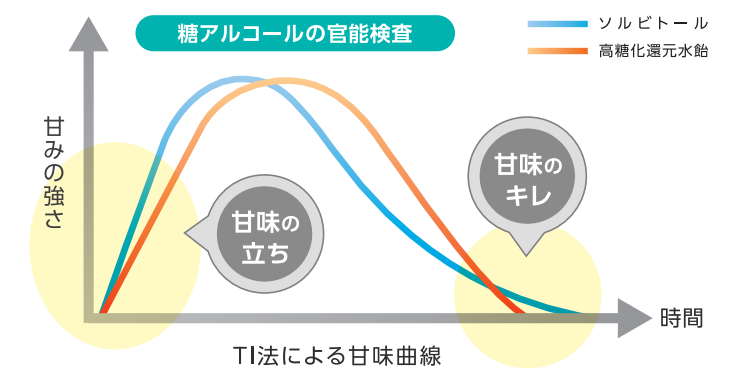 糖アルコールの官能検査
ソルビトール
高糖化還元水飴
甘みの強さ
甘味の
立ち
甘味の
キレ
時間
TI法による甘味曲線